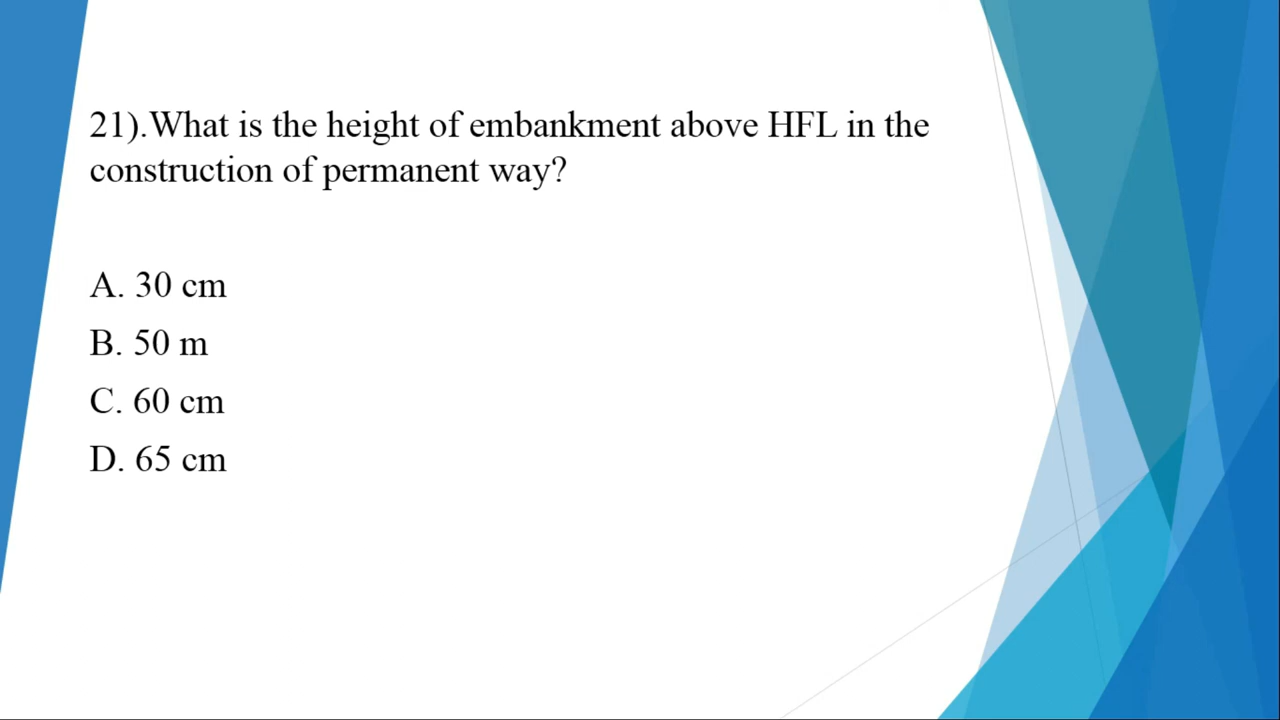 21).What is the height of embankment above HFL in the
construction of permanent way?
A. 30 cm
B. 50 m
C. 60 cm
D. 65 cm